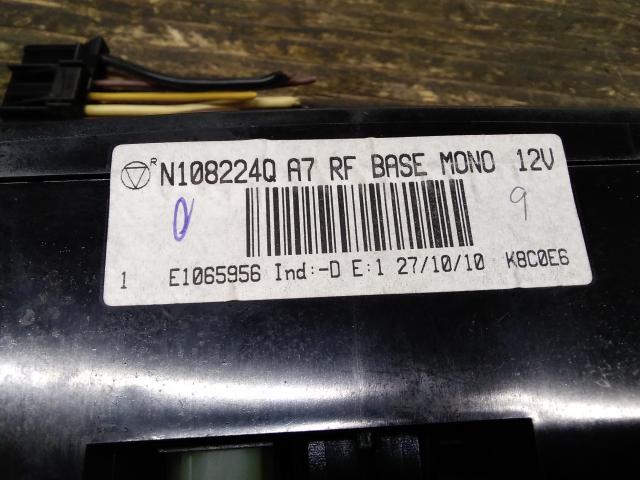 R N108224Q A7 RF BASE MONO 12V
0 9
1 E1065956 Ind:-D E:1 27/10/10 K8C0E6